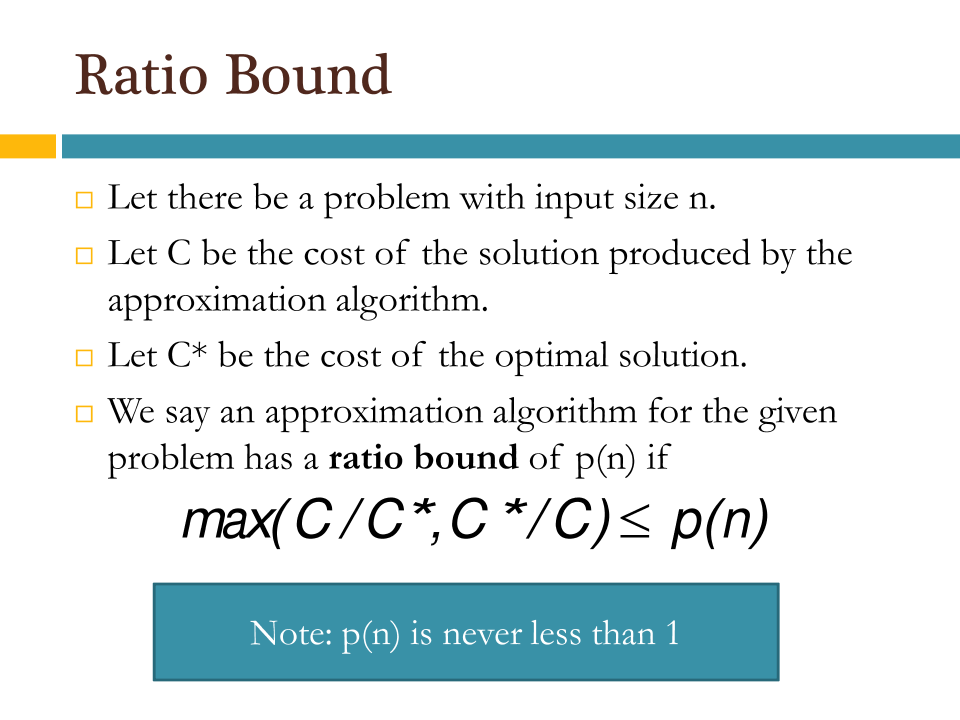 Ratio Bound
Let there be a problem with input size n.
Let C be the cost of the solution produced by the
approximation algorithm.
Let C* be the cost of the optimal solution.
We say an approximation algorithm for the given
problem has a ratio bound of p(n) if
max(C/C*,C*/C)≤ p(n)
Note: p(n) is never less than 1